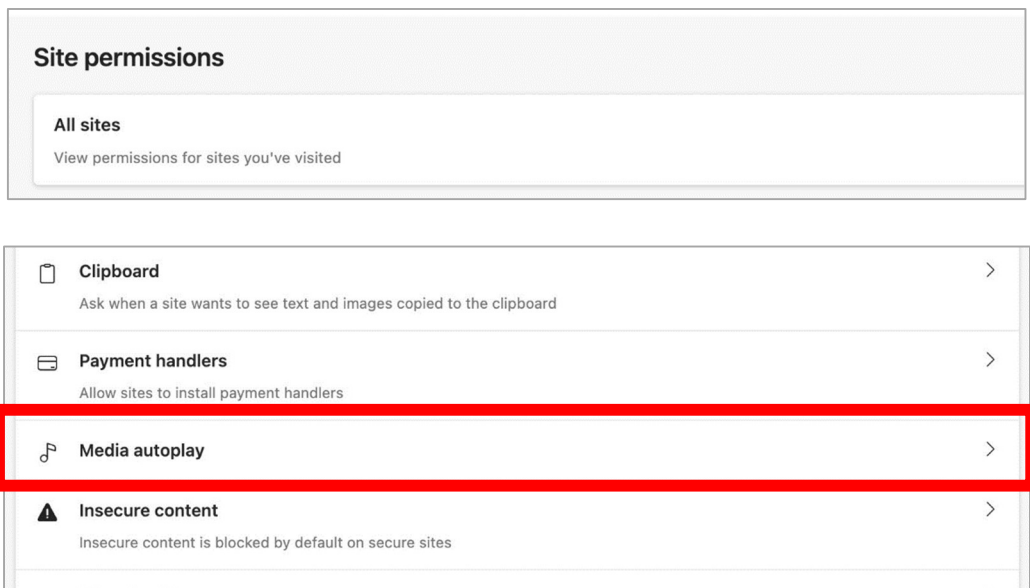 Site permissions
All sites
View permissions for sites you've visited
Clipboard
Ask when a site wants to see text and images copied to the clipboard
Payment handlers
Allow sites to install payment handlers
Media autoplay
Insecure content
Insecure content is blocked by default on secure sites